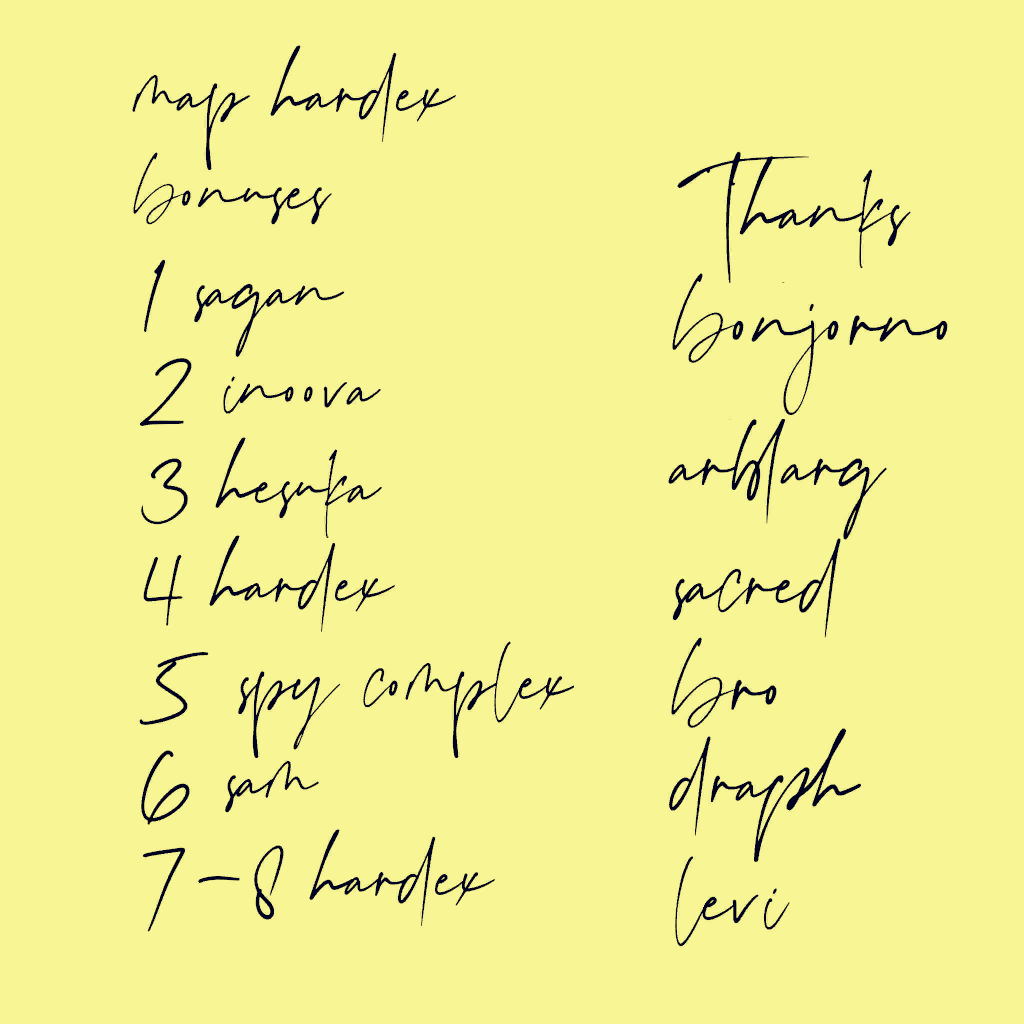 map hardex
bonuses
1 sagan
2 inoova
3 hesuka
4 hardex
5 spy complex
6 sam
7-8 hardex
Thanks
bonjorno
arblarg
sacred
bro
draph
levi